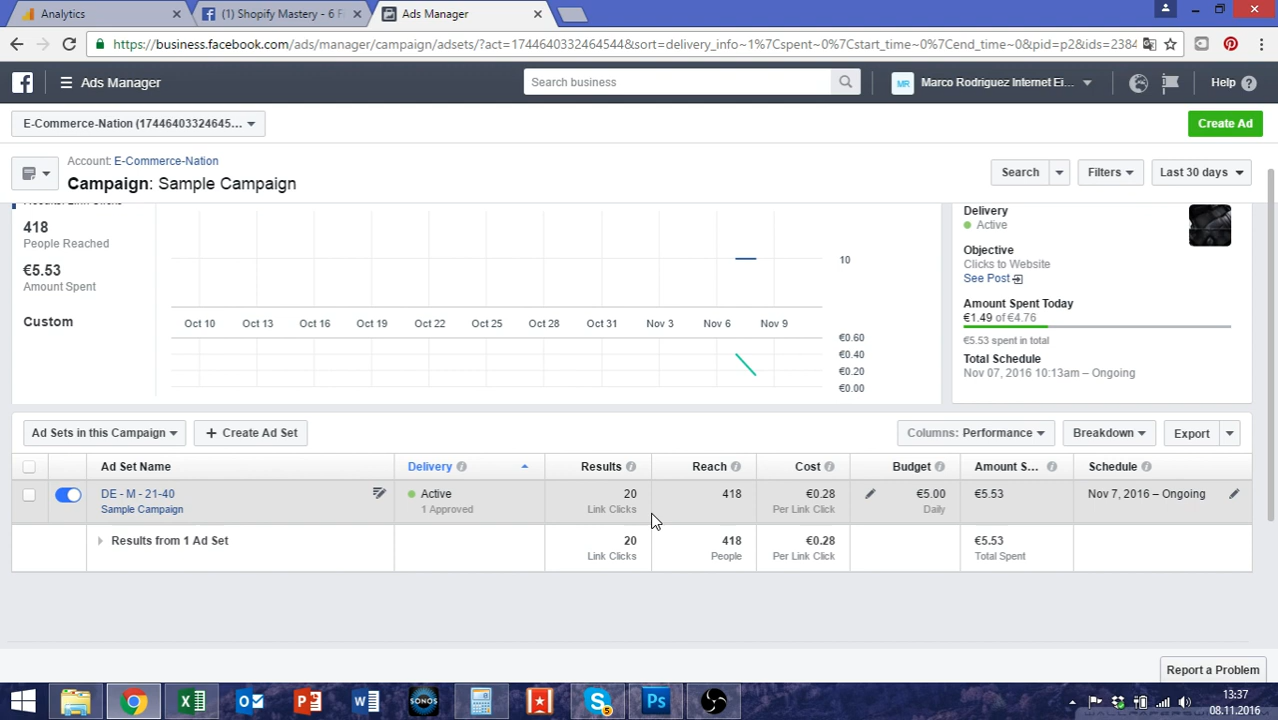 Analytics
(1) Shopify Mastery - 6 F
Ads Manager
https://business.facebook.com/ads/manager/campaign/adsets/?act=17446403324645544&sort=delivery_info~1%7Cspent~0%7Cstart_time~0%7Cend_time~0&pid=p2&ids=2384
Ads Manager
Search business
MR
Marco Rodriguez Internet Ei...
Help
E-Commerce-Nation (17446403324645...
Create Ad
Account: E-Commerce-Nation
Campaign: Sample Campaign
Search
Filters
Last 30 days
418
People Reached
€5.53
Amount Spent
Custom
10
Oct 10
Oct 13
Oct 16
Oct 19
Oct 22
Oct 25
Oct 28
Oct 31
Nov 3
Nov 6
Nov 9
€0.60
€0.40
€0.20
€0.00
Delivery
Active
Objective
Clicks to Website
See Post
Amount Spent Today
€1.49 of €4.76
€5.53 spent in total
Total Schedule
Nov 07, 2016 10:13am – Ongoing
Ad Sets in this Campaign
+ Create Ad Set
Columns: Performance
Breakdown
Export
Ad Set Name
Delivery
Results
Reach
Cost
Budget
Amount S...
Schedule
DE - M - 21-40
Sample Campaign
Active
1 Approved
20
Link Clicks
418
€0.28
Per Link Click
€5.00
Daily
€5.53
Nov 7, 2016 – Ongoing
Results from 1 Ad Set
20
Link Clicks
418
People
€0.28
Per Link Click
€5.53
Total Spent
Report a Problem
SONOS
5
13:37
08.11.2016